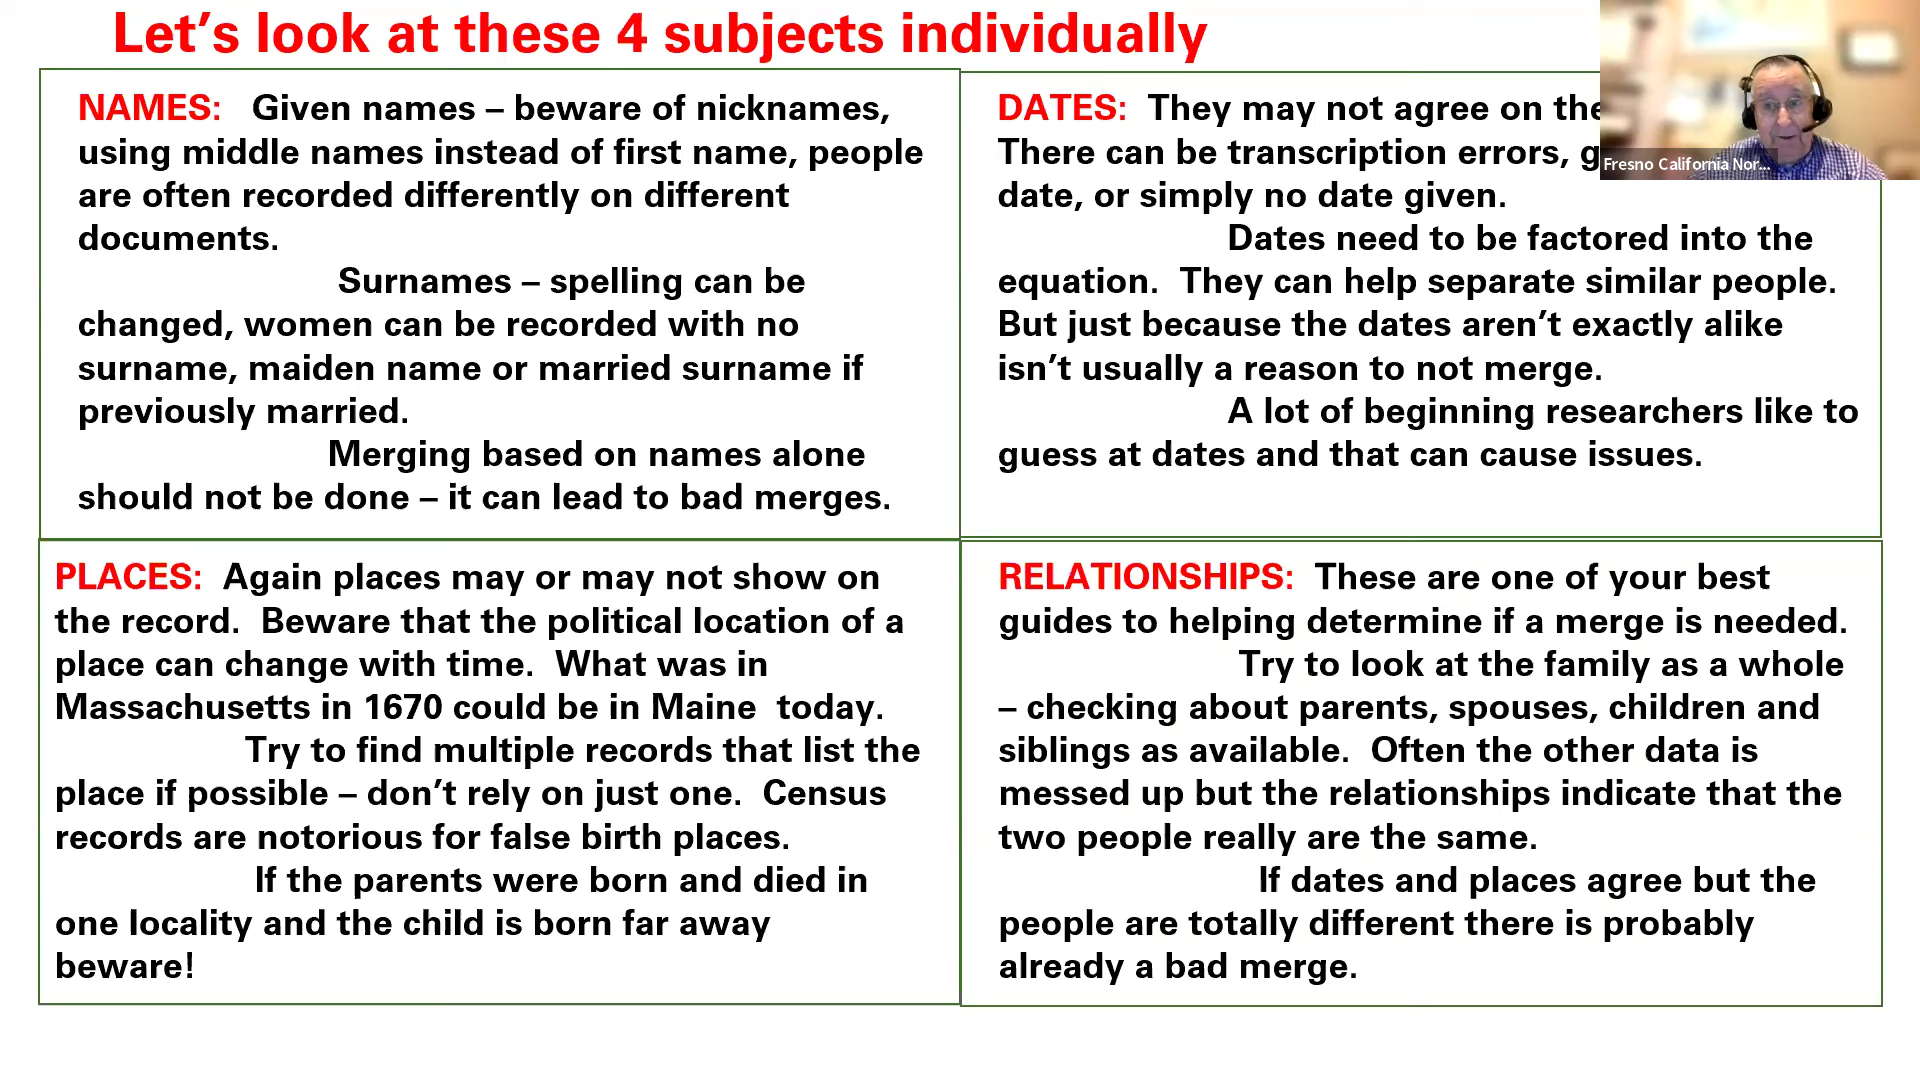 Let’s look at these 4 subjects individually
NAMES: Given names – beware of nicknames,
using middle names instead of first name, people
are often recorded differently on different
documents.
Surnames – spelling can be
changed, women can be recorded with no
surname, maiden name or married surname if
previously married.
Merging based on names alone
should not be done – it can lead to bad merges.
DATES: They may not agree on
There can be transcription errors,
date, or simply no date given.
Dates need to be factored into the
equation. They can help separate similar people.
But just because the dates aren’t exactly alike
isn’t usually a reason to not merge.
A lot of beginning researchers like to
guess at dates and that can cause issues.
PLACES: Again places may or may not show on
the record. Beware that the political location of a
place can change with time. What was in
Massachusetts in 1670 could be in Maine today.
Try to find multiple records that list the
place if possible – don’t rely on just one. Census
records are notorious for false birth places.
If the parents were born and died in
one locality and the child is born far away
beware!
RELATIONSHIPS: These are one of your best
guides to helping determine if a merge is needed.
Try to look at the family as a whole
– checking about parents, spouses, children and
siblings as available. Often the other data is
messed up but the relationships indicate that the
two people really are the same.
If dates and places agree but the
people are totally different there is probably
already a bad merge.
Fresno California Nor...